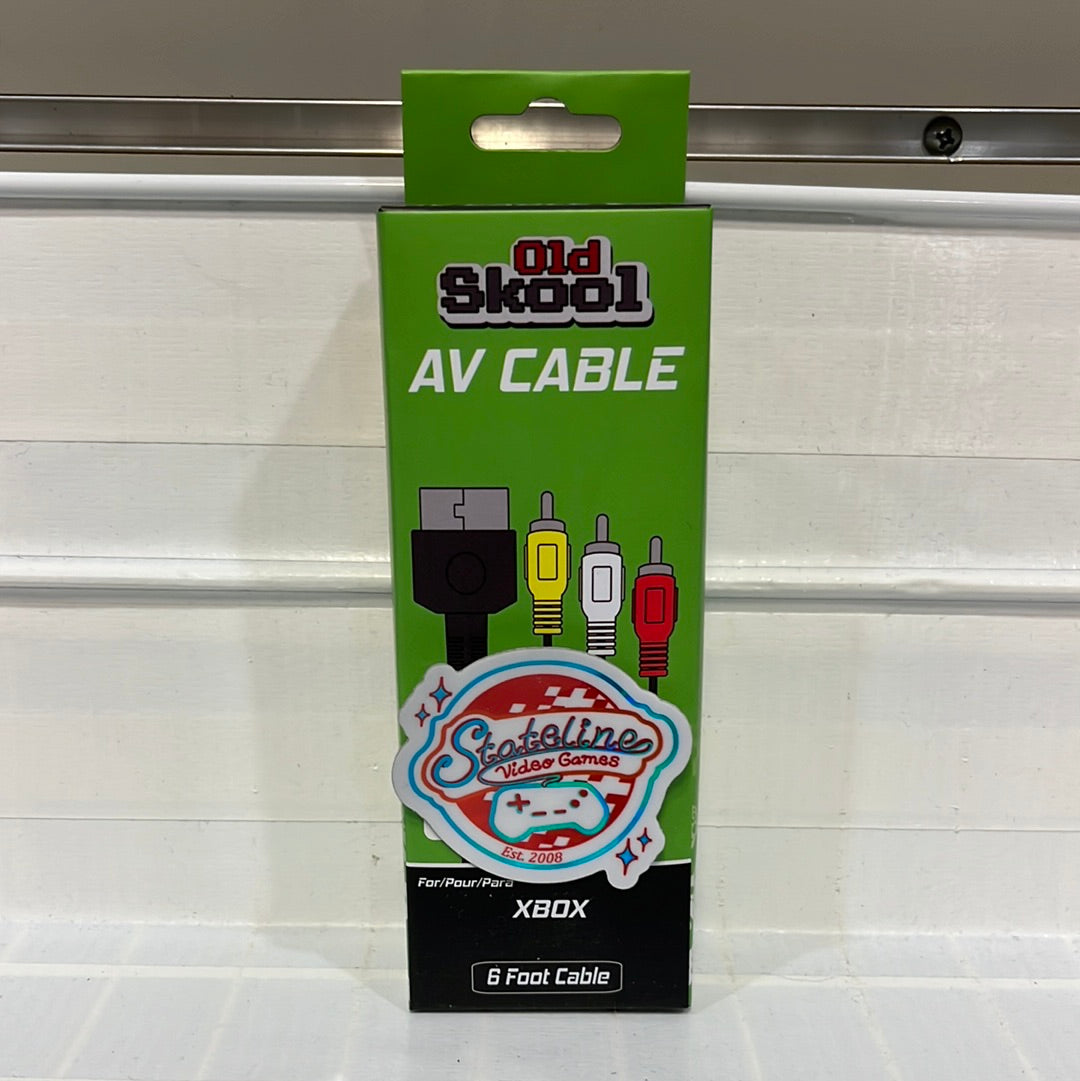 Old
Skool
AV CABLE
Stateline
Video Games
Est. 2008
For/Pour/Para
XBOX
6 Foot Cable